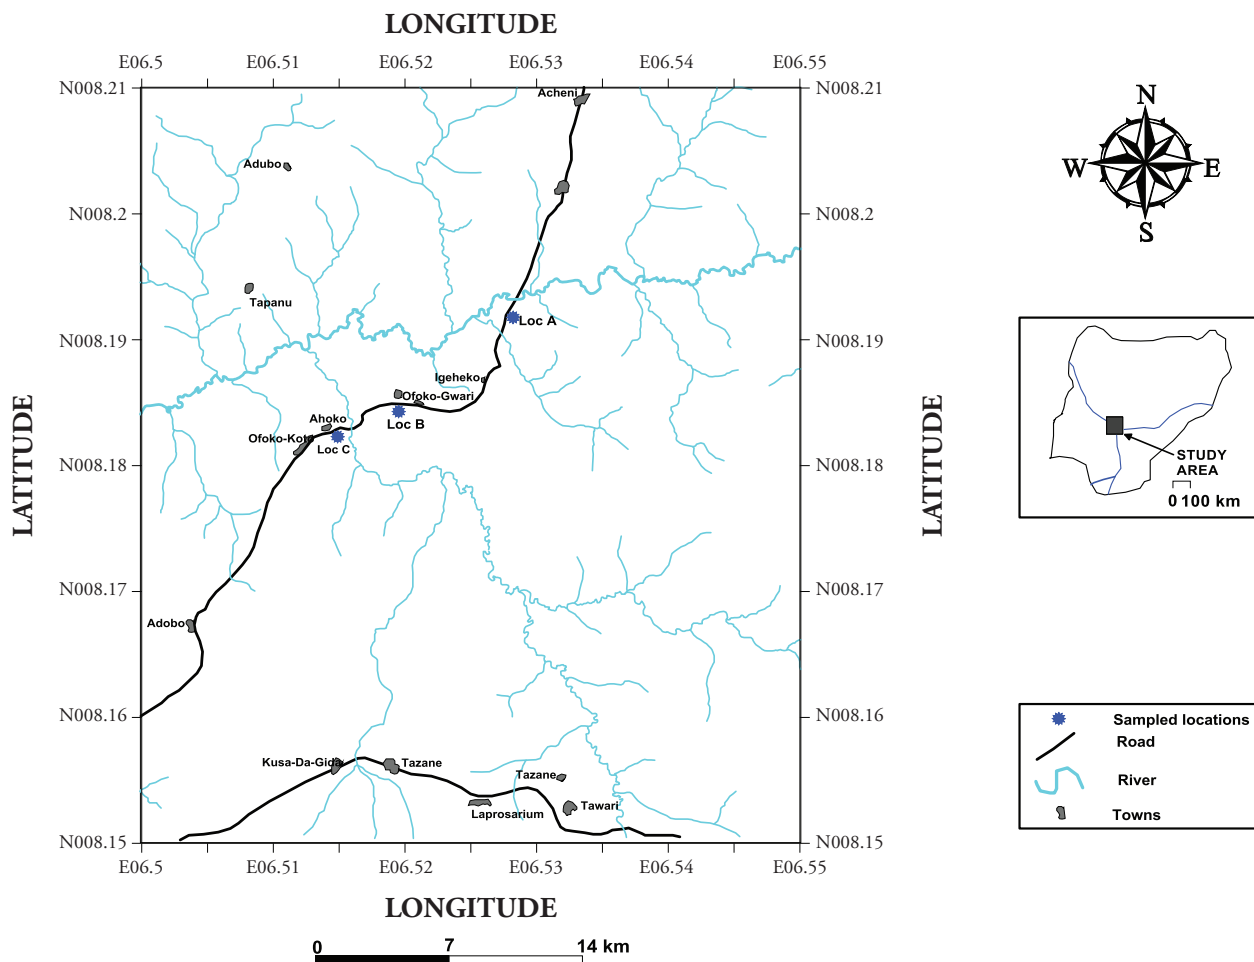 LONGITUDE
E06.5 E06.51 E06.52 E06.53 E06.54 E06.55
N008.21 N008.21
Acheni
Adubo
N008.2 N008.2
Tapanu
Loc A
N008.19 N008.19
Igeheko
Ofoko-Gwari
Ahoko
Loc B
Ofoko-Kota
Loc C
N008.18 N008.18
LATITUDE LATITUDE
N008.17 N008.17
Adobo
N008.16 N008.16
Kusa-Da-Gida
Tazane
Tazane
Laprosarium
Tawari
N008.15 N008.15
E06.5 E06.51 E06.52 E06.53 E06.54 E06.55
LONGITUDE
0 7 14 km
N
W E
S
STUDY
AREA
0 100 km
Sampled locations
Road
River
Towns